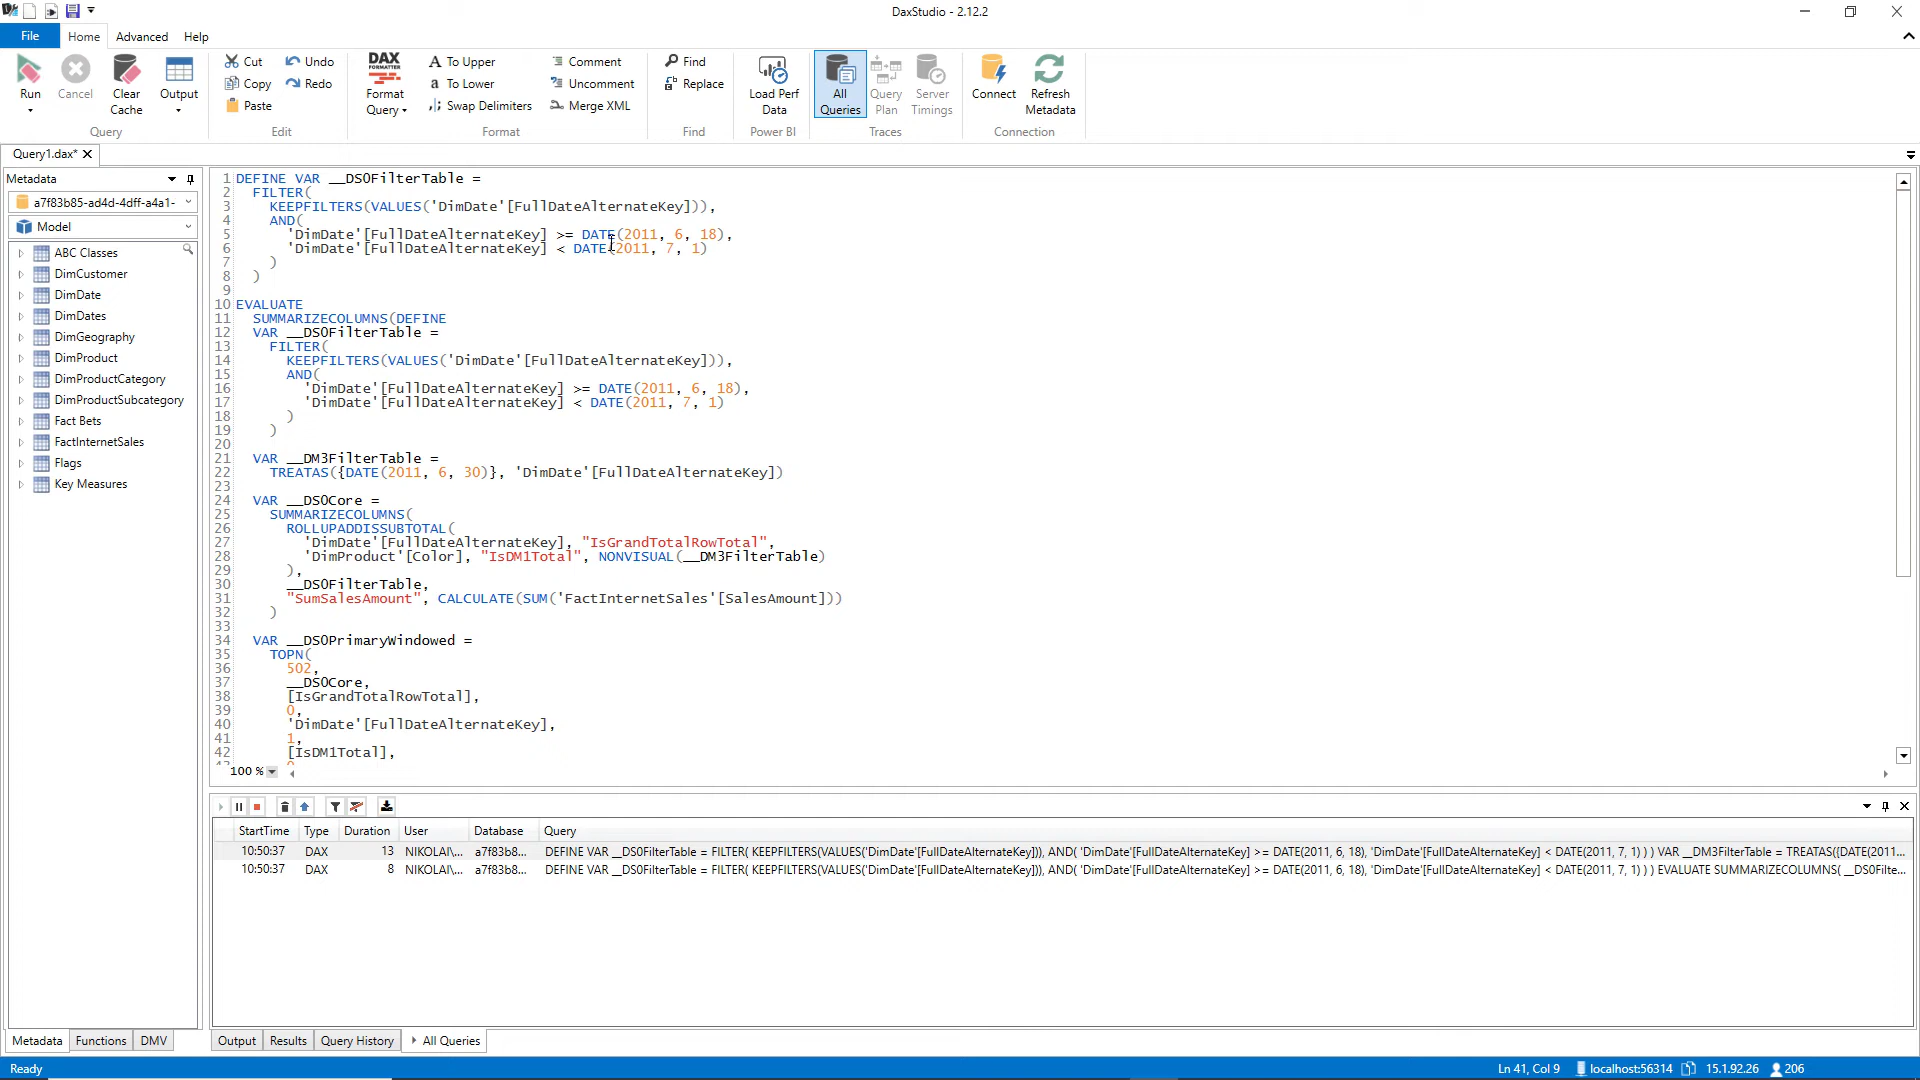 DaxStudio - 2.12.2
File Home Advanced Help
Run Cancel Clear Cache Output Query
Cut Copy Paste Undo Redo Edit
DAX FORMATTER Format Query To Upper To Lower Swap Delimiters Comment Uncomment Merge XML Format
Find Replace Find
Load Perf Data Power BI
All Queries Query Plan Server Timings Traces
Connect Refresh Metadata Connection
Query1.dax*
Metadata
a7f83b85-ad4d-4dff-a4a1-
Model
ABC Classes
DimCustomer
DimDate
DimDates
DimGeography
DimProduct
DimProductCategory
DimProductSubcategory
Fact Bets
FactInternetSales
Flags
Key Measures
1 DEFINE VAR __DS0FilterTable =
2 FILTER(
3 KEEPFILTERS(VALUES('DimDate'[FullDateAlternateKey])),
4 AND(
5 'DimDate'[FullDateAlternateKey] >= DATE(2011, 6, 18),
6 'DimDate'[FullDateAlternateKey] < DATE(2011, 7, 1)
7 )
8 )
9
10 EVALUATE
11 SUMMARIZECOLUMNS(DEFINE
12 VAR __DS0FilterTable =
13 FILTER(
14 KEEPFILTERS(VALUES('DimDate'[FullDateAlternateKey])),
15 AND(
16 'DimDate'[FullDateAlternateKey] >= DATE(2011, 6, 18),
17 'DimDate'[FullDateAlternateKey] < DATE(2011, 7, 1)
18 )
19 )
20
21 VAR __DM3FilterTable =
22 TREATAS({DATE(2011, 6, 30)}, 'DimDate'[FullDateAlternateKey])
23
24 VAR __DS0Core =
25 SUMMARIZECOLUMNS(
26 ROLLUPADDISSUBTOTAL(
27 'DimDate'[FullDateAlternateKey], "IsGrandTotalRowTotal",
28 'DimProduct'[Color], "IsDM1Total", NONVISUAL(__DM3FilterTable)
29 ),
30 __DS0FilterTable,
31 "SumSalesAmount", CALCULATE(SUM('FactInternetSales'[SalesAmount]))
32 )
33
34 VAR __DS0PrimaryWindowed =
35 TOPN(
36 502,
37 __DS0Core,
38 [IsGrandTotalRowTotal],
39 0,
40 'DimDate'[FullDateAlternateKey],
41 1,
42 [IsDM1Total],
100 %
StartTime Type Duration User Database Query
10:50:37 DAX 13 NIKOLAI\... a7f83b8... DEFINE VAR __DS0FilterTable = FILTER( KEEPFILTERS(VALUES('DimDate'[FullDateAlternateKey])), AND( 'DimDate'[FullDateAlternateKey] >= DATE(2011, 6, 18), 'DimDate'[FullDateAlternateKey] < DATE(2011, 7, 1) ) ) VAR __DM3FilterTable = TREATAS({DATE(2011...
10:50:37 DAX 8 NIKOLAI\... a7f83b8... DEFINE VAR __DS0FilterTable = FILTER( KEEPFILTERS(VALUES('DimDate'[FullDateAlternateKey])), AND( 'DimDate'[FullDateAlternateKey] >= DATE(2011, 6, 18), 'DimDate'[FullDateAlternateKey] < DATE(2011, 7, 1) ) ) EVALUATE SUMMARIZECOLUMNS( __DS0Filte...
Metadata Functions DMV Output Results Query History All Queries
Ready Ln 41, Col 9 localhost:56314 15.1.92.26 206